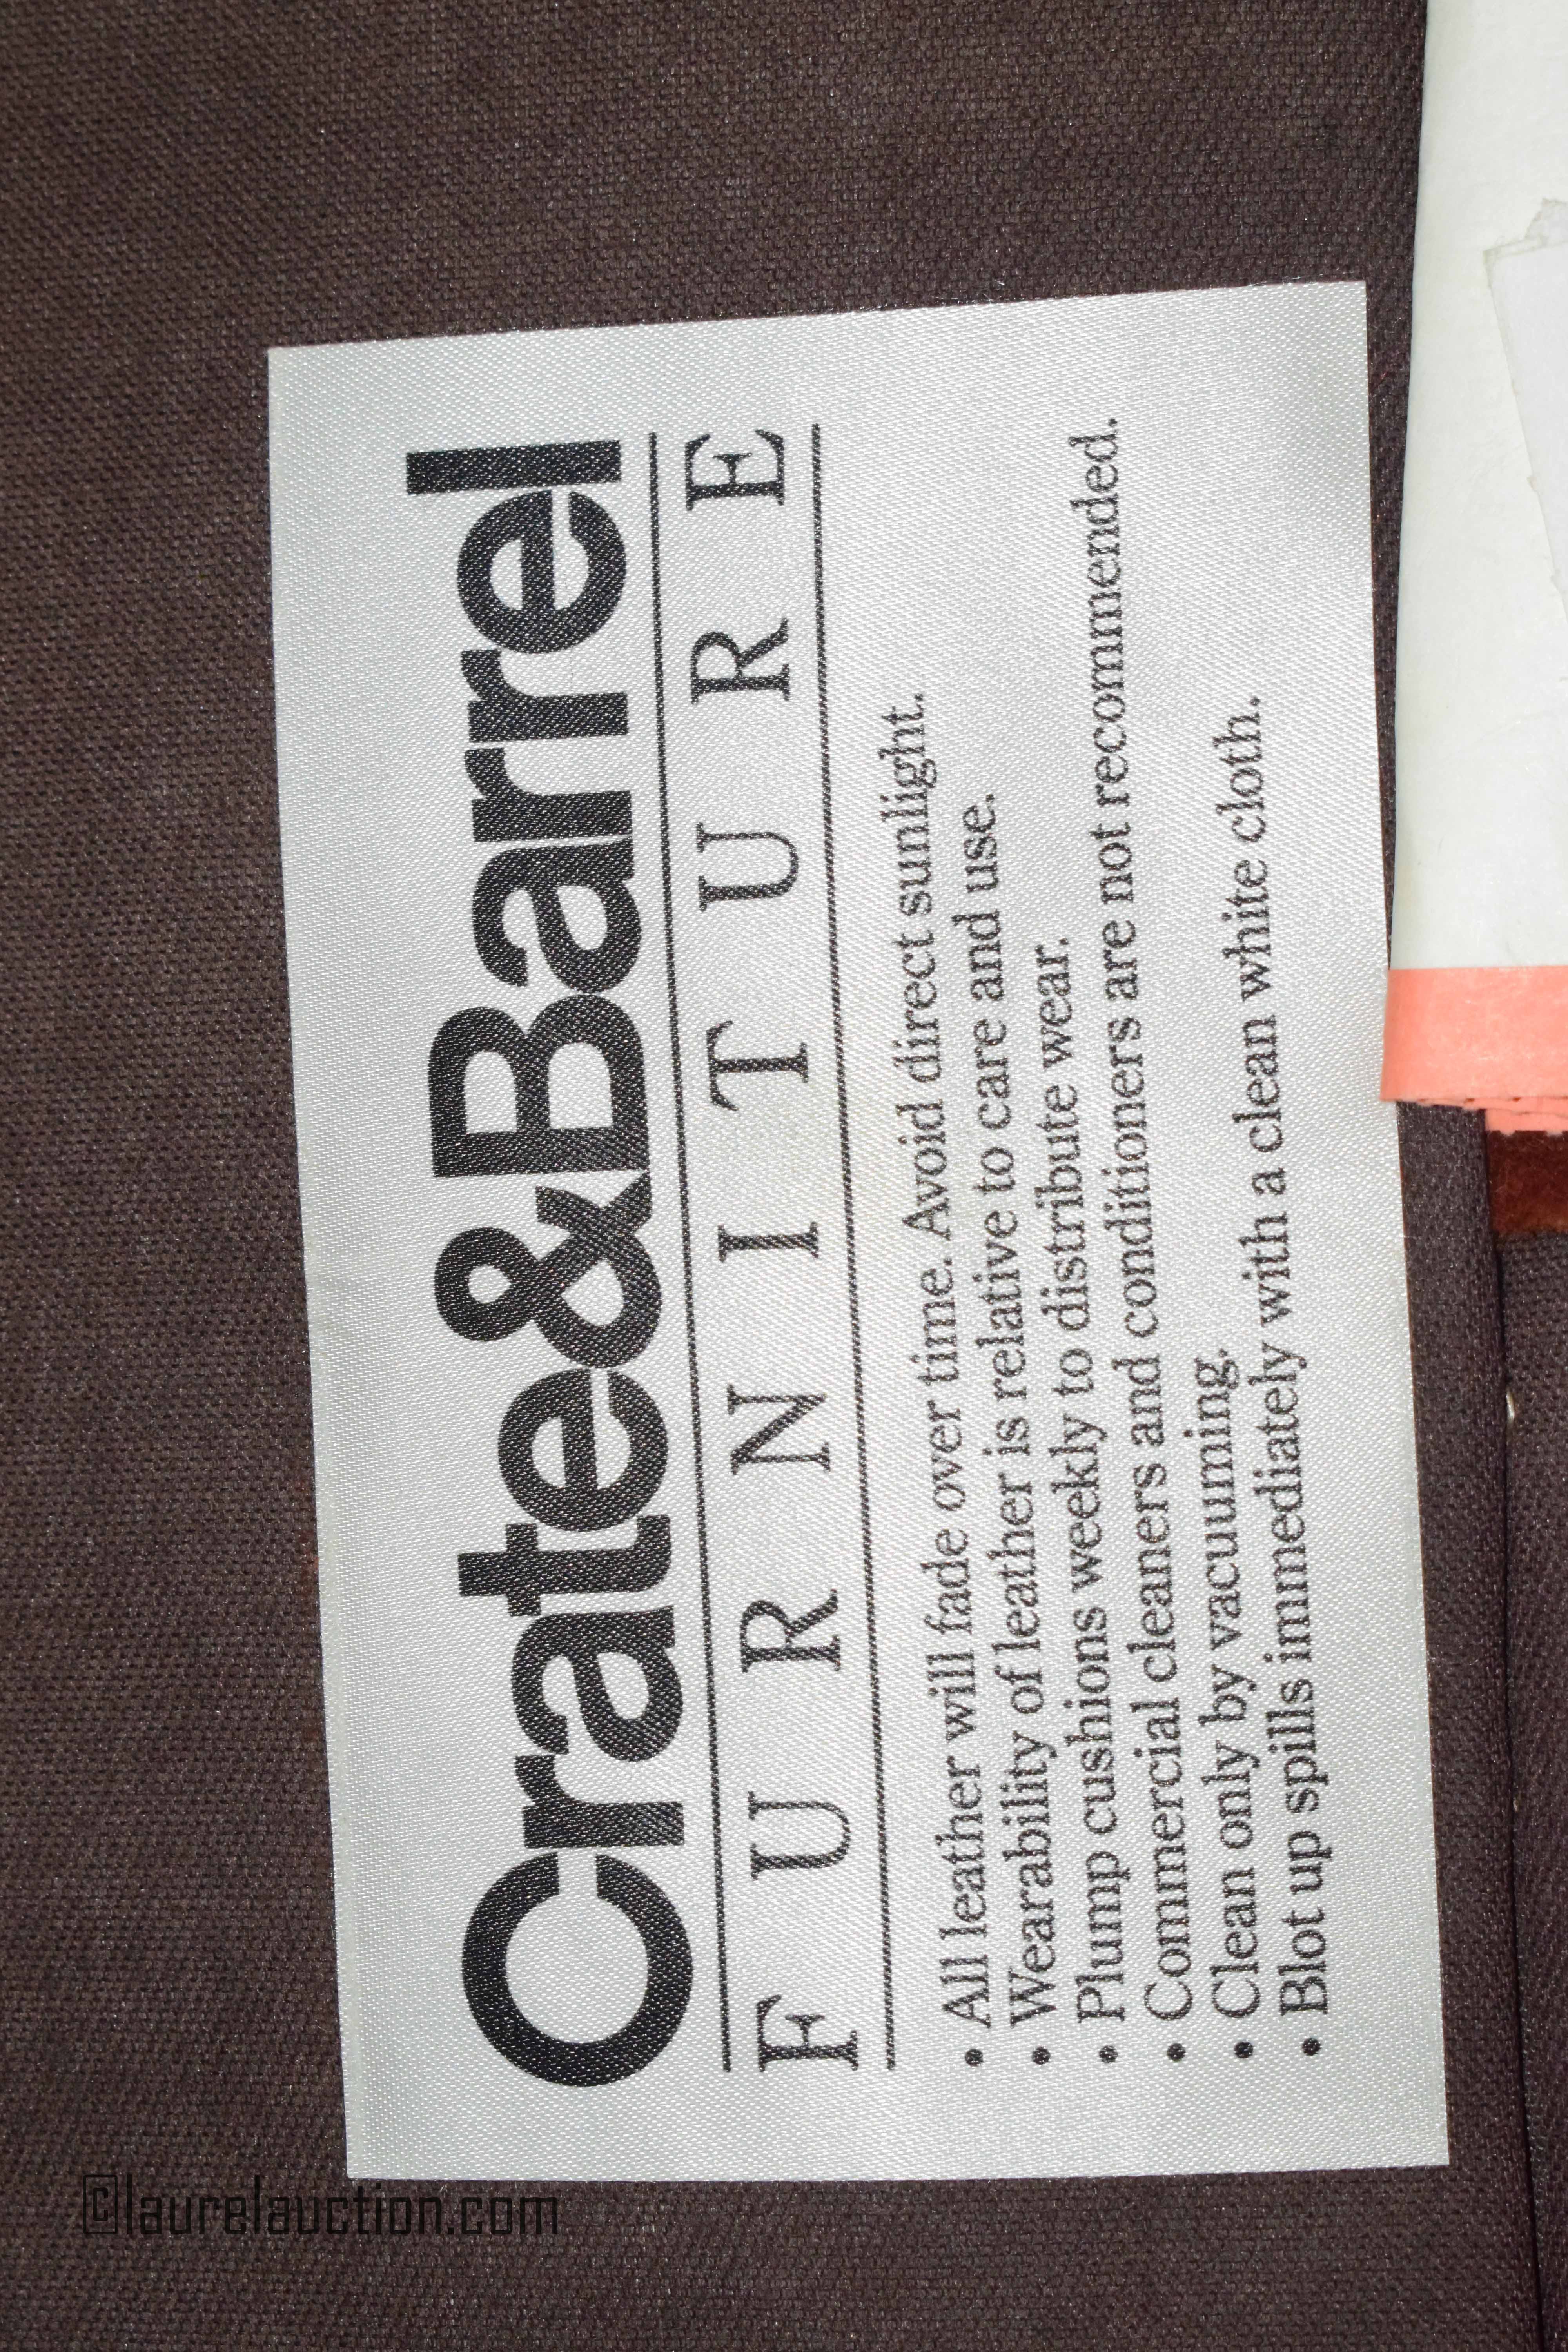 Crate&Barrel
FURNITURE
• All leather will fade over time. Avoid direct sunlight.
• Wearability of leather is relative to care and use.
• Plump cushions weekly to distribute wear.
• Commercial cleaners and conditioners are not recommended.
• Clean only by vacuuming.
• Blot up spills immediately with a clean white cloth.
©laurelauction.com